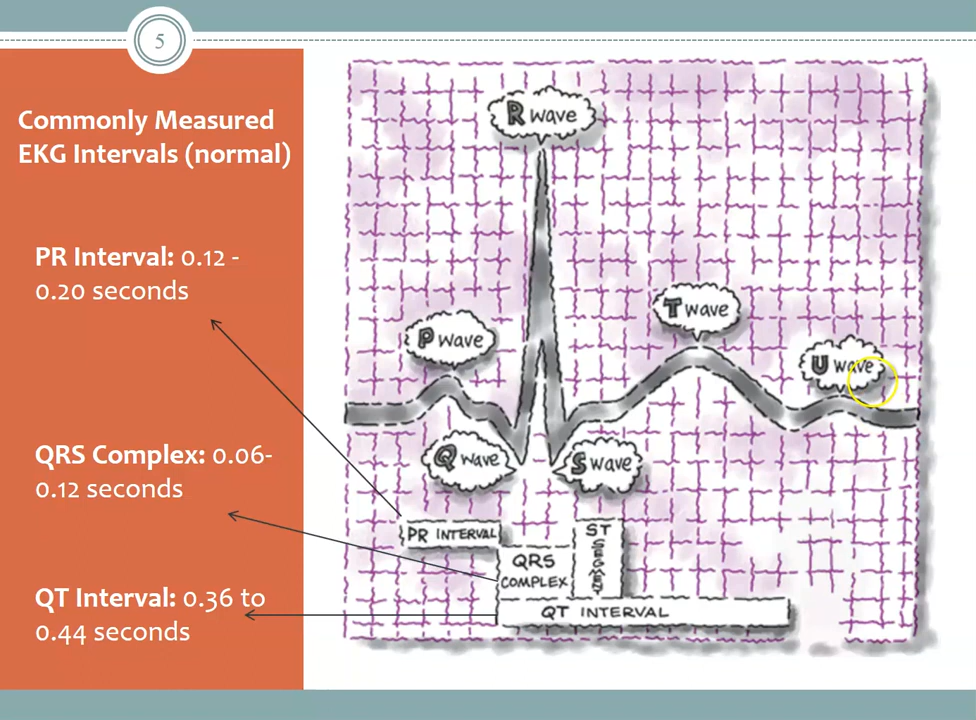 5
Commonly Measured
EKG Intervals (normal)
PR Interval: 0.12 -
0.20 seconds
QRS Complex: 0.06-
0.12 seconds
QT Interval: 0.36 to
0.44 seconds
R wave
T wave
P wave
U wave
Q wave
S wave
PR INTERVAL
QRS
COMPLEX
ST
SEGMENT
QT INTERVAL